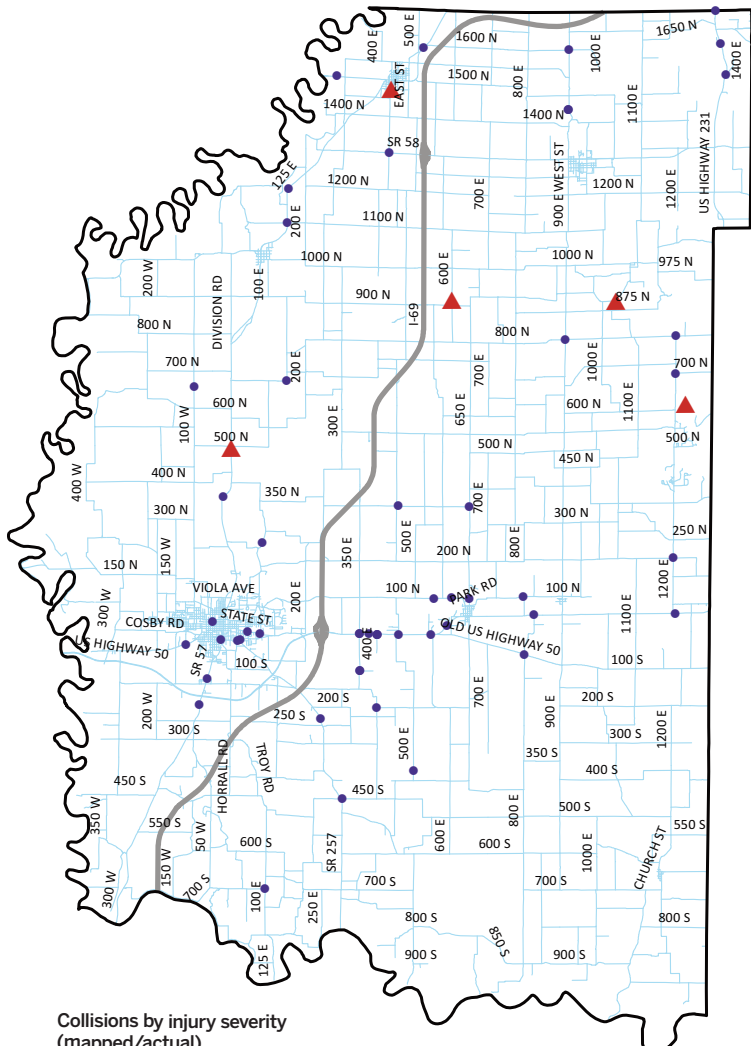 400 E
500 E
1600 N
1650 N
1000 E
1400 E
EAST ST
1500 N
800 E
1400 N
1400 N
1100 E
US HIGHWAY 231
SR 58
900 E WEST ST
125 E
1200 N
700 E
1200 N
1200 E
200 E
1100 N
1000 N
1000 N
975 N
200 W
DIVISION RD
100 E
600 E
900 N
875 N
I-69
800 N
800 N
700 N
700 E
1000 E
700 N
200 E
600 N
300 E
650 E
600 N
1100 E
100 W
500 N
500 N
500 N
450 N
400 W
400 N
350 N
300 N
500 E
700 E
300 N
250 N
150 W
350 E
200 N
800 E
150 N
1200 E
VIOLA AVE
200 E
100 N
PARK RD
100 N
300 W
COSBY RD
STATE ST
1100 E
US HIGHWAY 50
SR 57
100 S
400 E
OLD US HIGHWAY 50
100 S
200 W
200 S
250 S
700 E
900 E
200 S
300 S
HORRALL RD
TROY RD
500 E
350 S
300 S
1200 E
400 S
450 S
450 S
350 W
550 S
50 W
800 E
500 S
550 S
600 S
SR 257
600 E
600 S
1000 E
CHURCH ST
300 W
150 W
700 S
100 E
250 E
700 S
700 S
800 S
800 S
125 E
850 S
900 S
900 S
Collisions by injury severity
(mapped/actual)